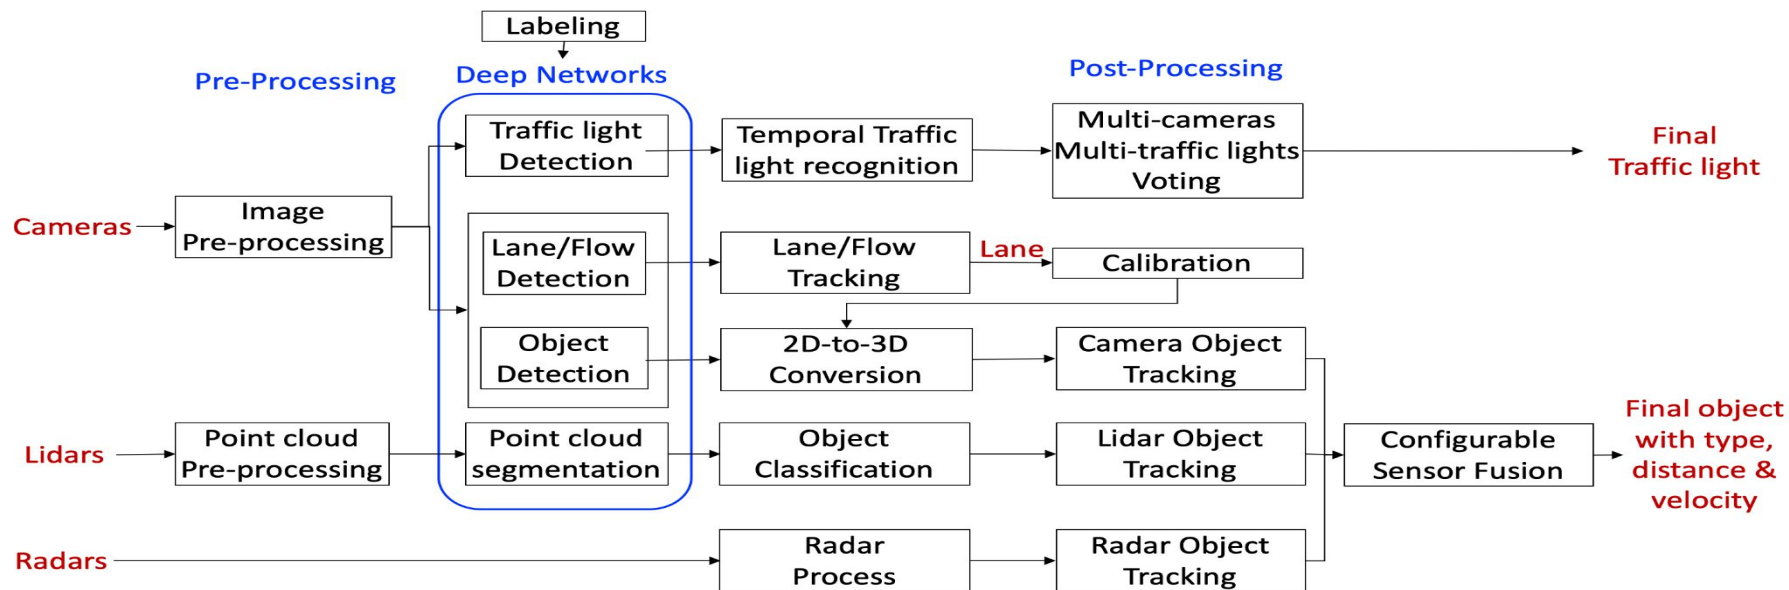 Labeling
Pre-Processing
Deep Networks
Post-Processing
Traffic light
Detection
Temporal Traffic
light recognition
Multi-cameras
Multi-traffic lights
Voting
Final
Traffic light
Cameras
Image
Pre-processing
Lane/Flow
Detection
Lane/Flow
Tracking
Lane
Calibration
Object
Detection
2D-to-3D
Conversion
Camera Object
Tracking
Lidars
Point cloud
Pre-processing
Point cloud
segmentation
Object
Classification
Lidar Object
Tracking
Configurable
Sensor Fusion
Final object
with type,
distance &
velocity
Radars
Radar
Process
Radar Object
Tracking